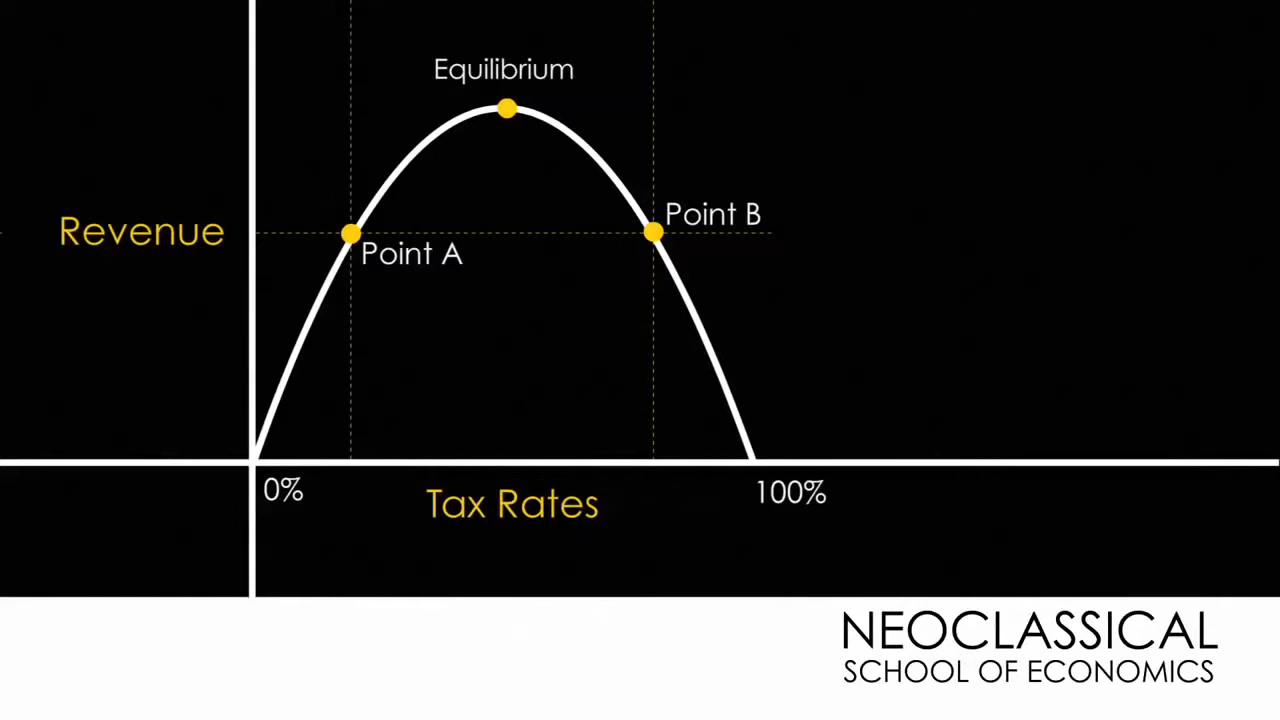 Equilibrium
Point B
Revenue
Point A
0%
Tax Rates
100%
NEOCLASSICAL
SCHOOL OF ECONOMICS